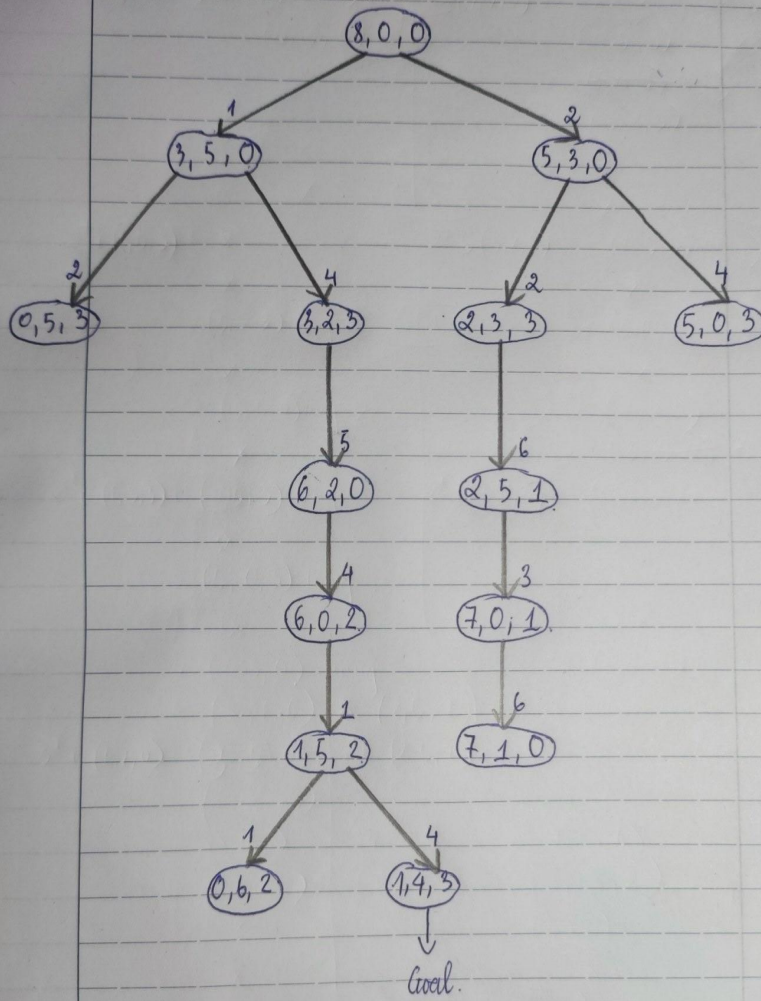 8, 0, 0
1 2
3, 5, 0 5, 3, 0
2 4 2 4
0, 5, 3 3, 2, 3 2, 3, 3 5, 0, 3
5 6
6, 2, 0 2, 5, 1
4 3
6, 0, 2 7, 0, 1
1 6
1, 5, 2 7, 1, 0
1 4
0, 6, 2 1, 4, 3
Goal.